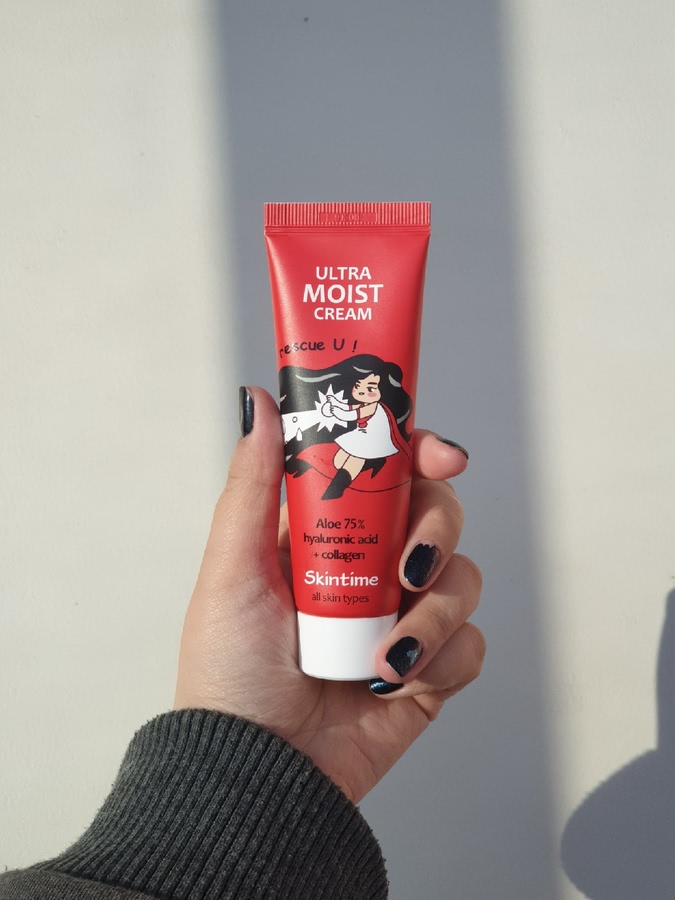 ULTRA
MOIST
CREAM
rescue U !
Aloe 75%
hyaluronic acid
+ collagen
Skintime
all skin types